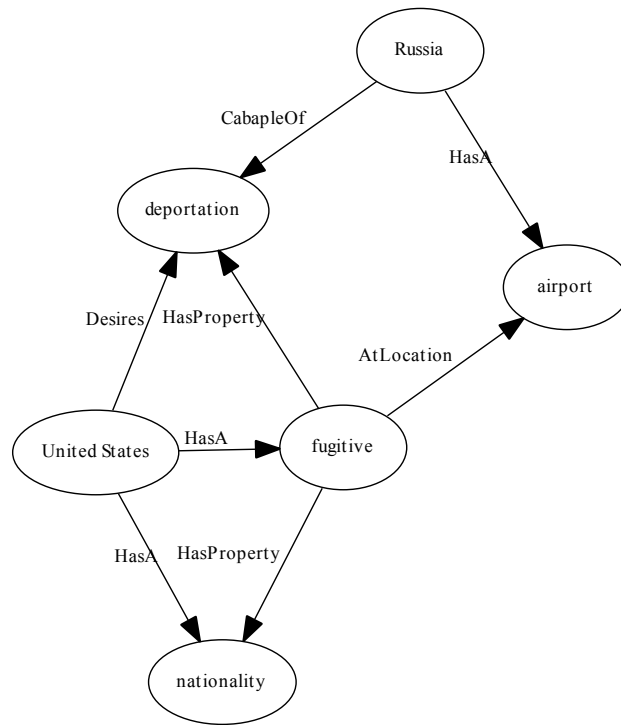 Russia
CabapleOf
HasA
deportation
airport
Desires
HasProperty
AtLocation
United States
HasA
fugitive
HasA
HasProperty
nationality